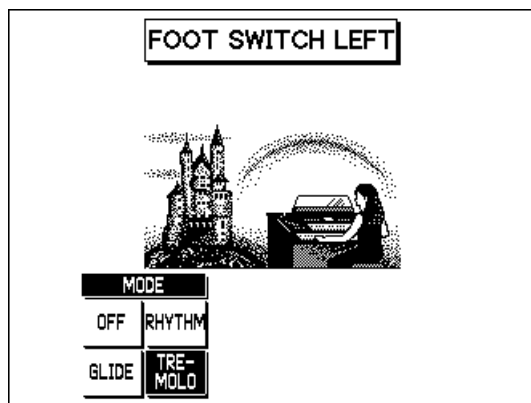 FOOT SWITCH LEFT
MODE
OFF RHYTHM
GLIDE TRE-
MOLO